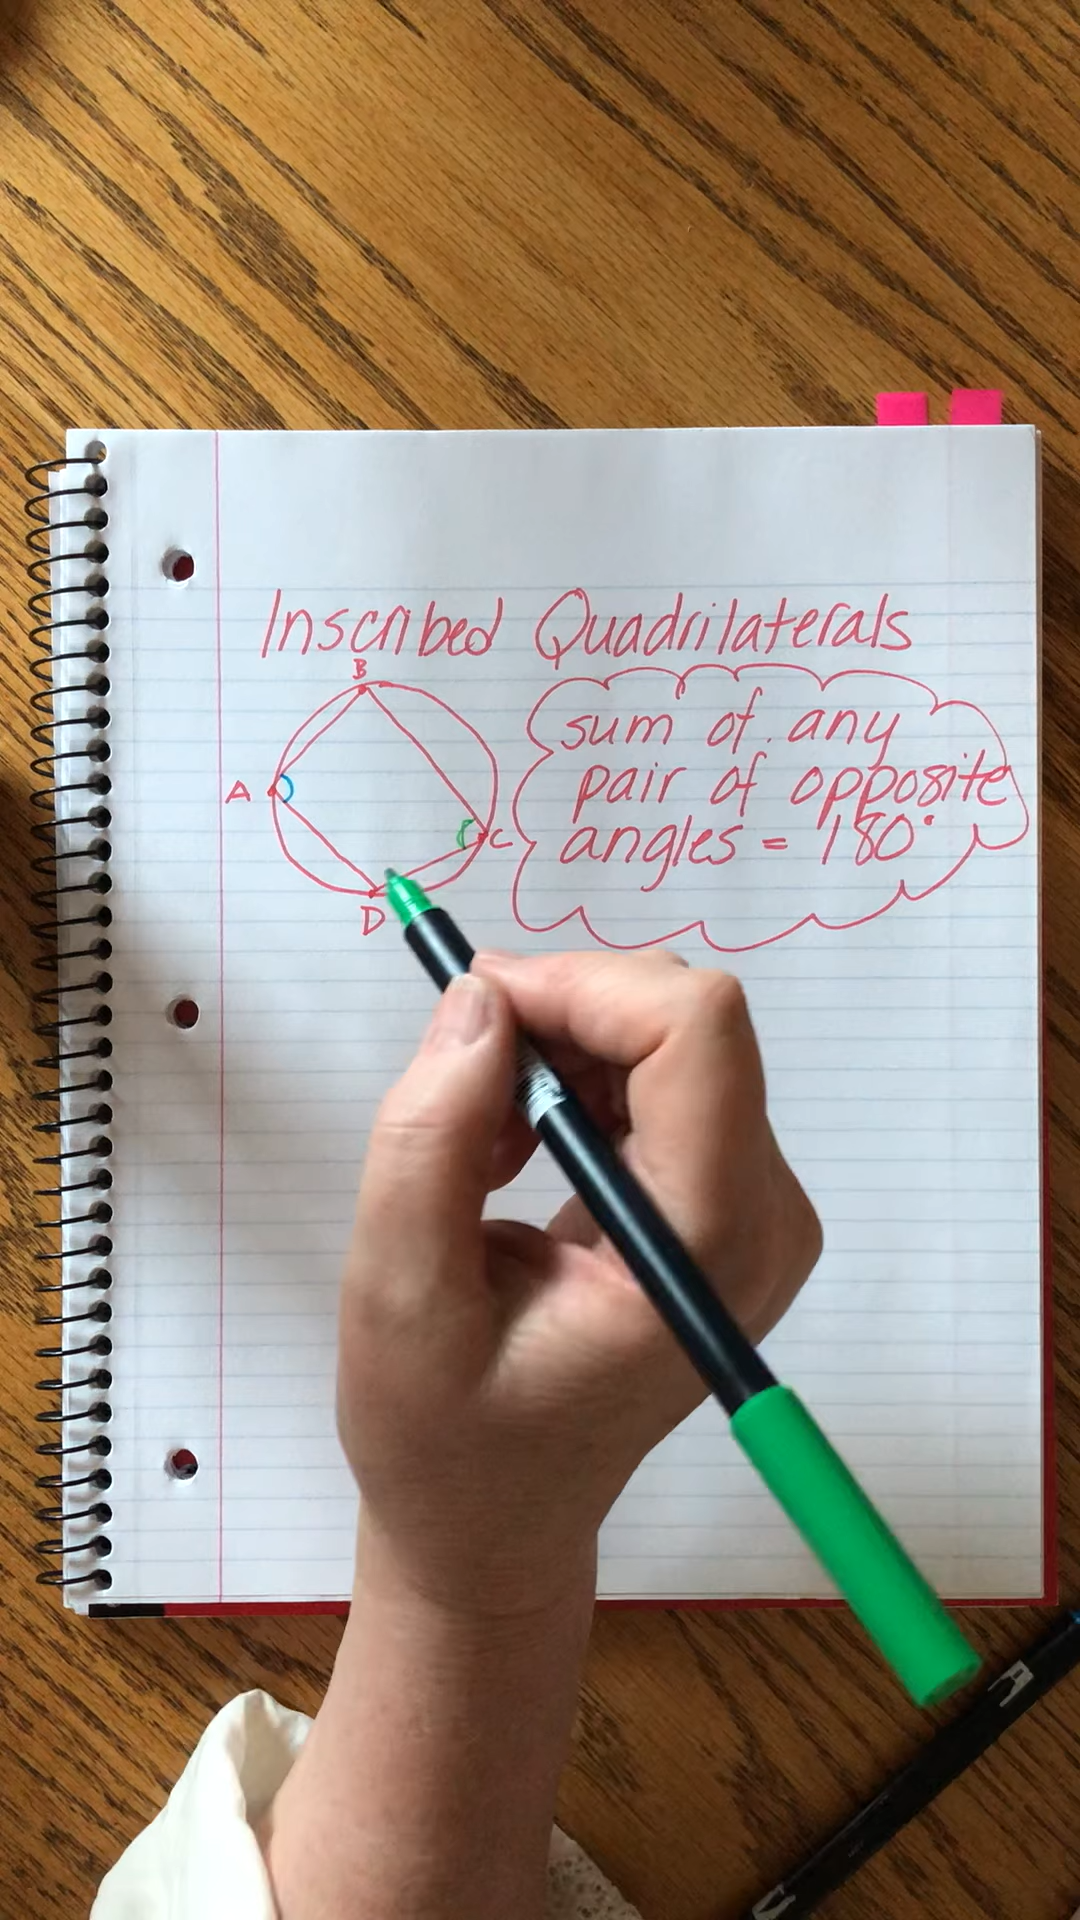 Inscribed Quadrilaterals
B
A
C
D
sum of any
pair of opposite
angles = 180°